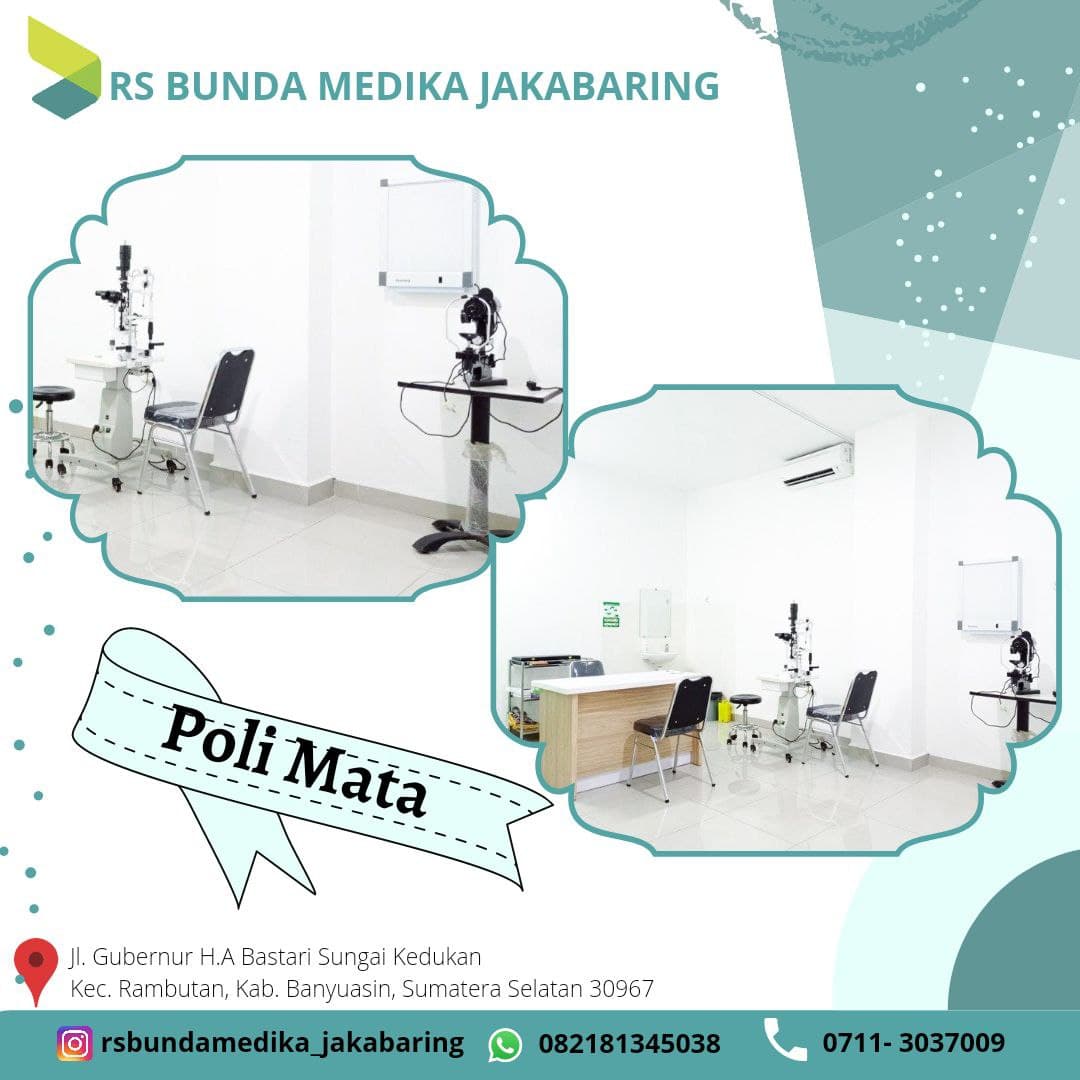 RS BUNDA MEDIKA JAKABARING
Poli Mata
Jl. Gubernur H.A Bastari Sungai Kedukan
Kec. Rambutan, Kab. Banyuasin, Sumatera Selatan 30967
rsbundamedika_jakabaring
082181345038
0711- 3037009